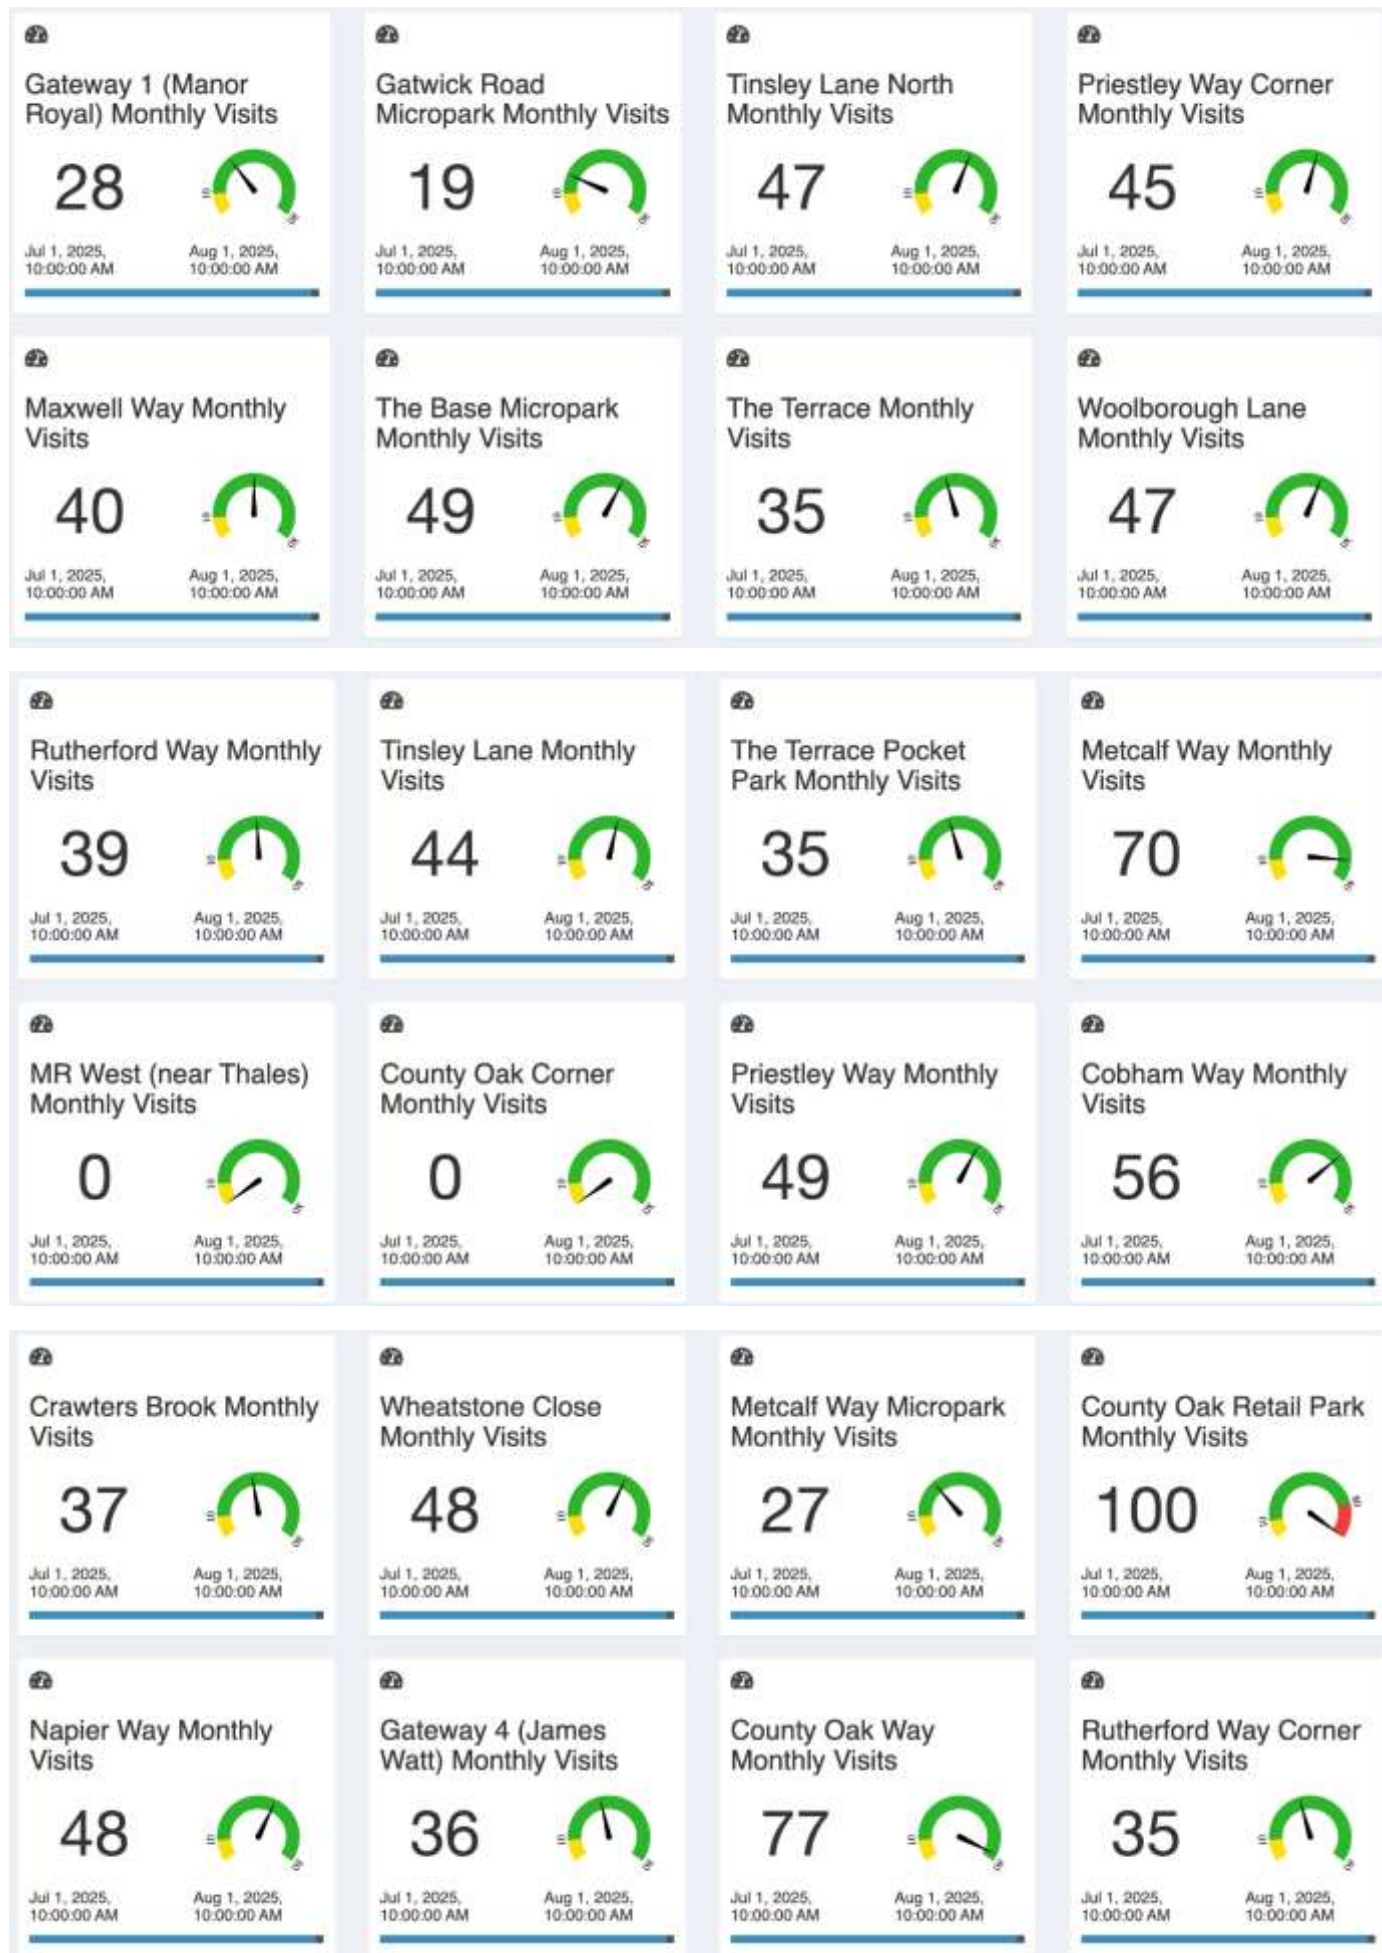 Gateway 1 (Manor
Royal) Monthly Visits
28
10
Jul 1, 2025,
10:00:00 AM
Aug 1, 2025,
10:00:00 AM
Gatwick Road
Micropark Monthly Visits
19
10
Jul 1, 2025,
10:00:00 AM
Aug 1, 2025,
10:00:00 AM
Tinsley Lane North
Monthly Visits
47
10
Jul 1, 2025,
10:00:00 AM
Aug 1, 2025,
10:00:00 AM
Priestley Way Corner
Monthly Visits
45
10
Jul 1, 2025,
10:00:00 AM
Aug 1, 2025,
10:00:00 AM
Maxwell Way Monthly
Visits
40
10
Jul 1, 2025,
10:00:00 AM
Aug 1, 2025,
10:00:00 AM
The Base Micropark
Monthly Visits
49
10
Jul 1, 2025,
10:00:00 AM
Aug 1, 2025,
10:00:00 AM
The Terrace Monthly
Visits
35
10
Jul 1, 2025,
10:00:00 AM
Aug 1, 2025,
10:00:00 AM
Woolborough Lane
Monthly Visits
47
10
Jul 1, 2025,
10:00:00 AM
Aug 1, 2025,
10:00:00 AM
Rutherford Way Monthly
Visits
39
10
Jul 1, 2025,
10:00:00 AM
Aug 1, 2025,
10:00:00 AM
Tinsley Lane Monthly
Visits
44
10
Jul 1, 2025,
10:00:00 AM
Aug 1, 2025,
10:00:00 AM
The Terrace Pocket
Park Monthly Visits
35
10
Jul 1, 2025,
10:00:00 AM
Aug 1, 2025,
10:00:00 AM
Metcalf Way Monthly
Visits
70
10
Jul 1, 2025,
10:00:00 AM
Aug 1, 2025,
10:00:00 AM
MR West (near Thales)
Monthly Visits
0
10
Jul 1, 2025,
10:00:00 AM
Aug 1, 2025,
10:00:00 AM
County Oak Corner
Monthly Visits
0
10
Jul 1, 2025,
10:00:00 AM
Aug 1, 2025,
10:00:00 AM
Priestley Way Monthly
Visits
49
10
Jul 1, 2025,
10:00:00 AM
Aug 1, 2025,
10:00:00 AM
Cobham Way Monthly
Visits
56
10
Jul 1, 2025,
10:00:00 AM
Aug 1, 2025,
10:00:00 AM
Crawters Brook Monthly
Visits
37
10
Jul 1, 2025,
10:00:00 AM
Aug 1, 2025,
10:00:00 AM
Wheatstone Close
Monthly Visits
48
10
Jul 1, 2025,
10:00:00 AM
Aug 1, 2025,
10:00:00 AM
Metcalf Way Micropark
Monthly Visits
27
10
Jul 1, 2025,
10:00:00 AM
Aug 1, 2025,
10:00:00 AM
County Oak Retail Park
Monthly Visits
100
10
Jul 1, 2025,
10:00:00 AM
Aug 1, 2025,
10:00:00 AM
Napier Way Monthly
Visits
48
10
Jul 1, 2025,
10:00:00 AM
Aug 1, 2025,
10:00:00 AM
Gateway 4 (James
Watt) Monthly Visits
36
10
Jul 1, 2025,
10:00:00 AM
Aug 1, 2025,
10:00:00 AM
County Oak Way
Monthly Visits
77
10
Jul 1, 2025,
10:00:00 AM
Aug 1, 2025,
10:00:00 AM
Rutherford Way Corner
Monthly Visits
35
10
Jul 1, 2025,
10:00:00 AM
Aug 1, 2025,
10:00:00 AM